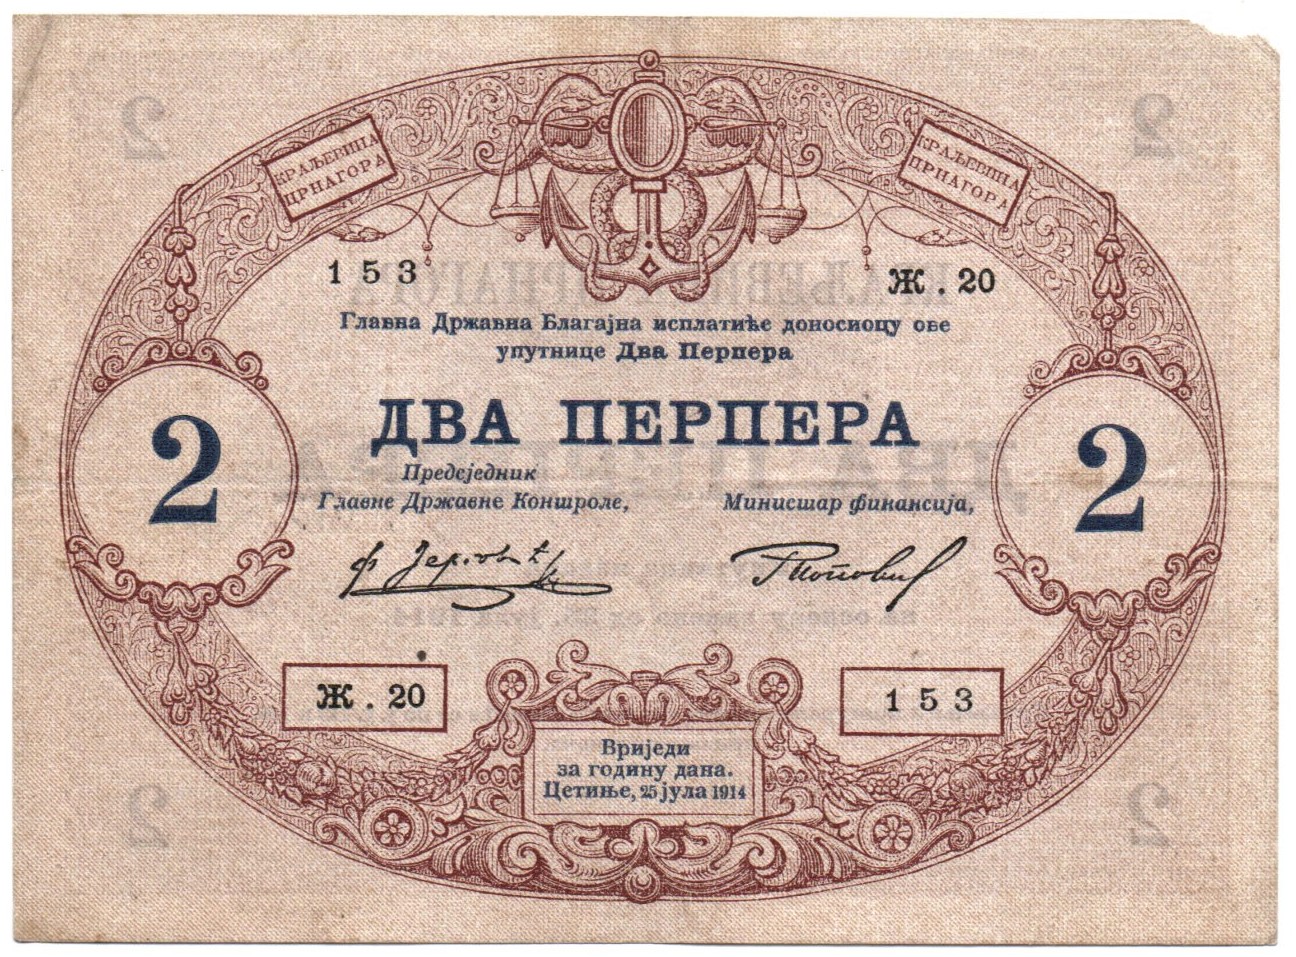 КРАЉЕВИНА
ЦРНАГОРА
КРАЉЕВИНА
ЦРНАГОРА
153
Ж. 20
Главна Државна Благајна исплатиће доносиоцу ове
упутнице Два Перпера
ДВА ПЕРПЕРА
2
2
Предсједник
Главне Државне Контроле,
Министар финансија,
Ж. 20
153
Вриједи
за годину дана.
Цетиње, 25 јула 1914